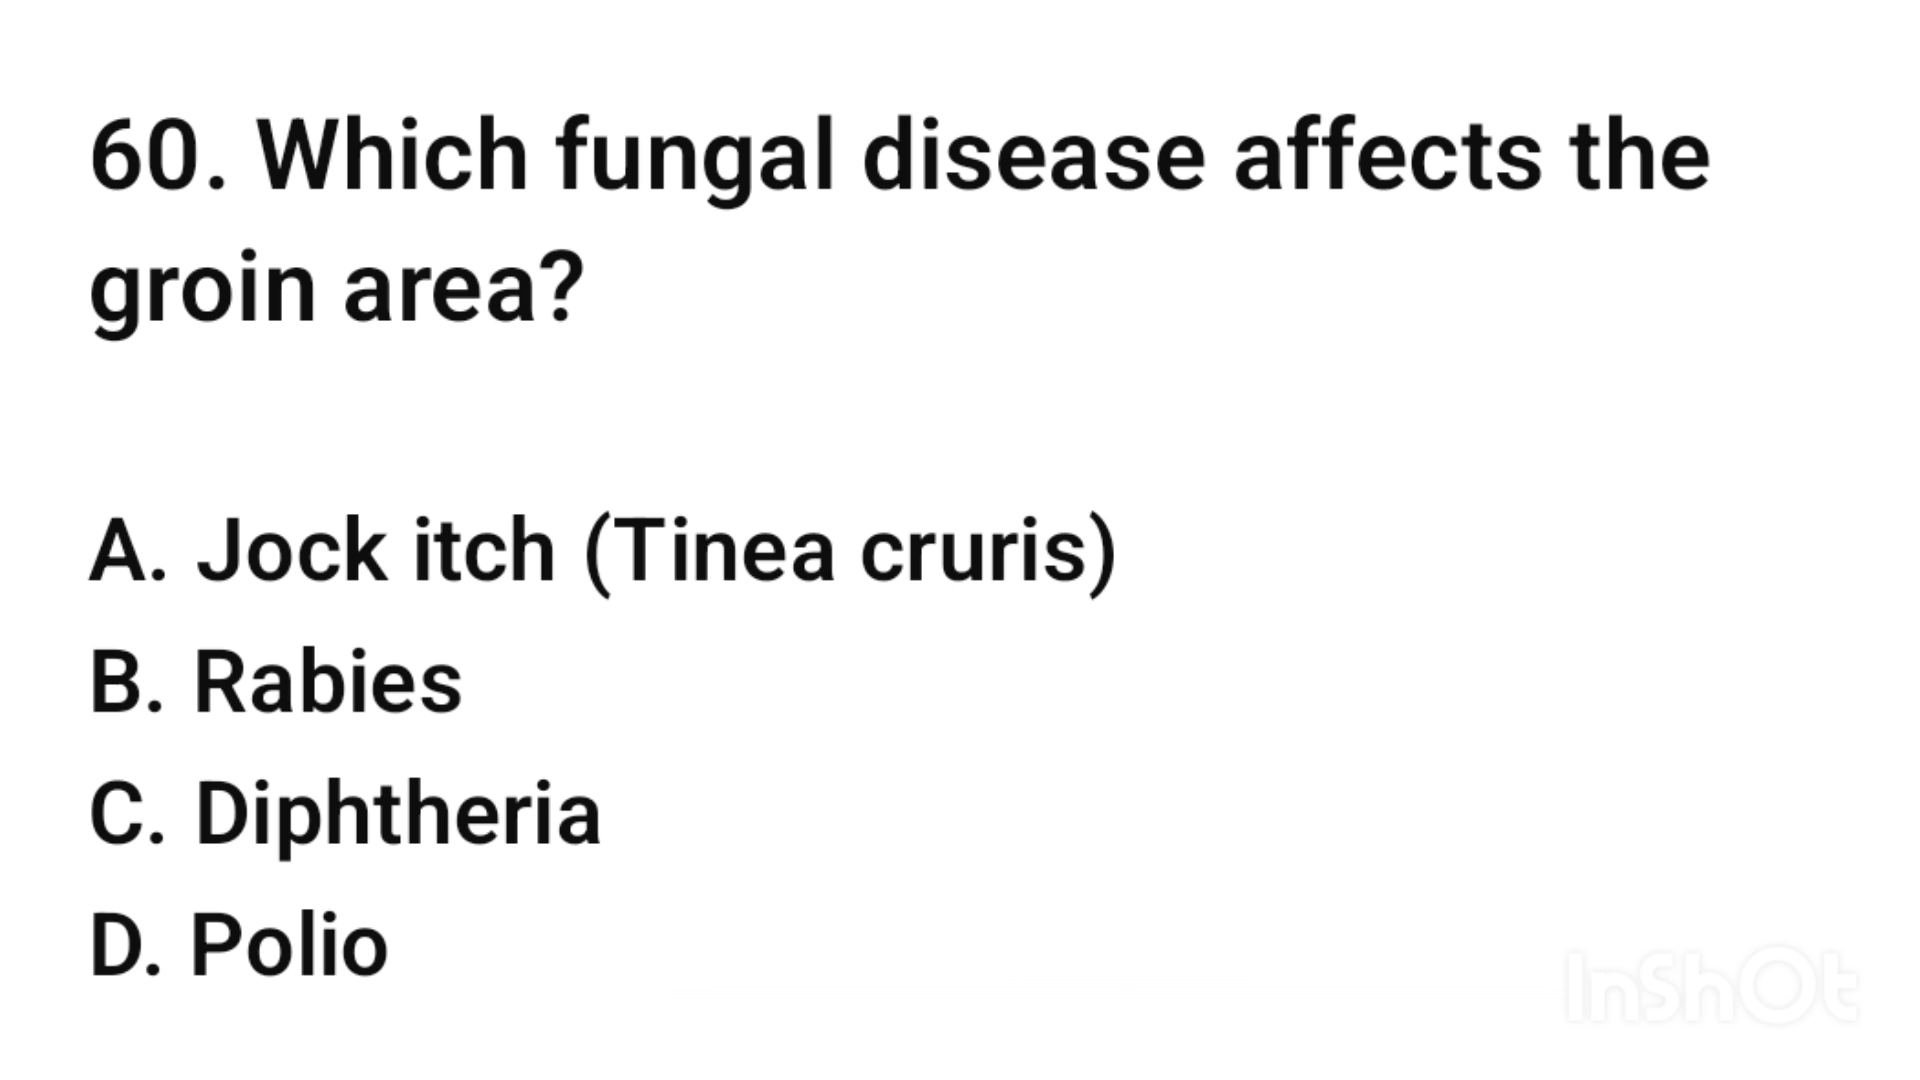 60. Which fungal disease affects the
groin area?
A. Jock itch (Tinea cruris)
B. Rabies
C. Diphtheria
D. Polio
InShOt